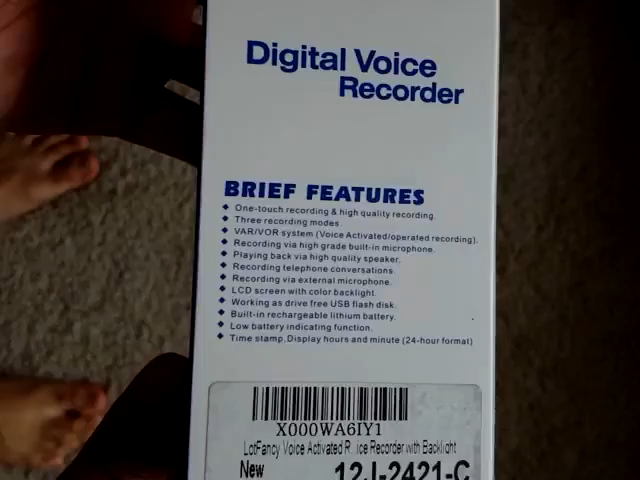 Digital Voice
Recorder
BRIEF FEATURES
One-touch recording & high quality recording.
Three recording modes.
VAR/VOR system (Voice Activated/operated recording).
Recording via high grade built-in microphone.
Playing back via high quality speaker.
Recording telephone conversations.
Recording via external microphone.
LCD screen with color backlight.
Working as drive free USB flash disk.
Built-in rechargeable lithium battery.
Low battery indicating function.
Time stamp,Display hours and minute (24-hour format)
X000WA6IY1
LotFancy Voice Activated R...ice Recorder with Backlight
New
12J-2421-C